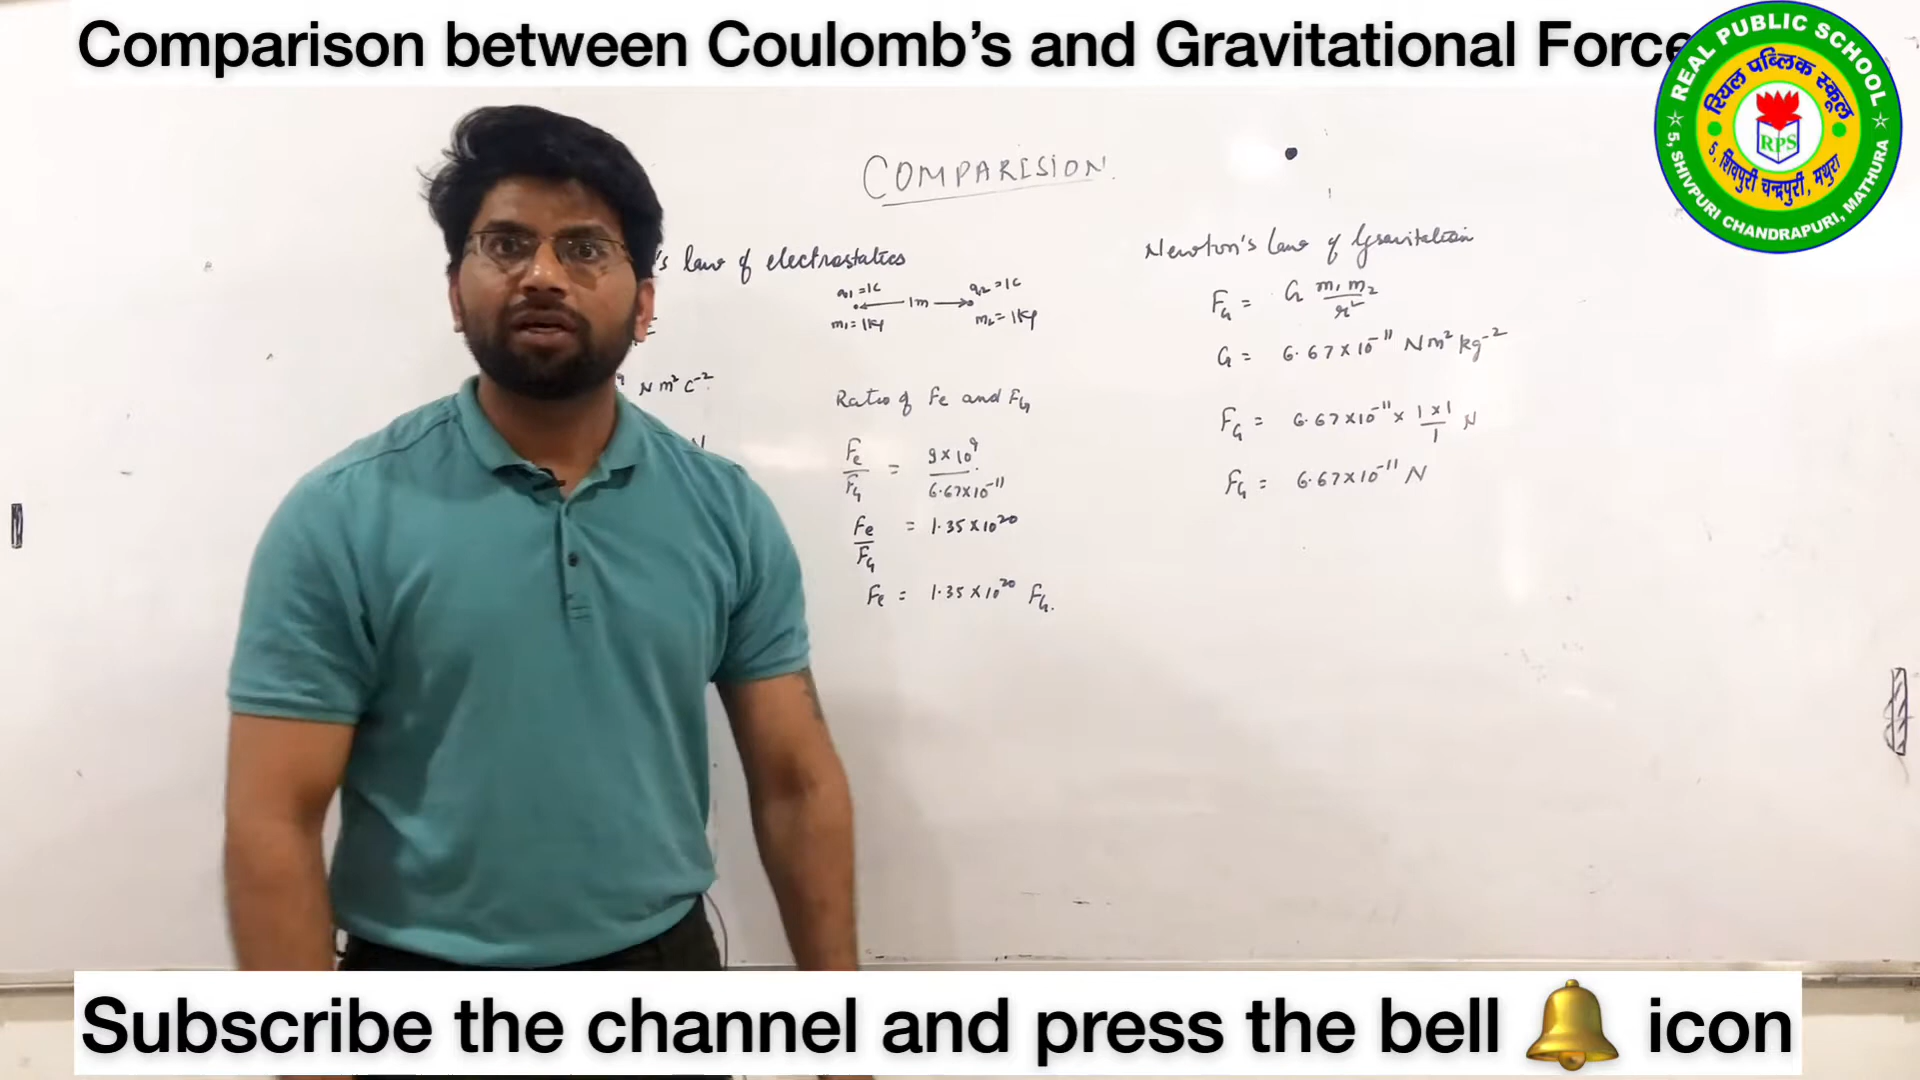 Comparison between Coulomb's and Gravitational Force
REAL PUBLIC SCHOOL
रियल पब्लिक स्कूल
RPS
5, शिवपुरी चन्द्रपुरी, मथुरा
5, SHIVPURI CHANDRAPURI, MATHURA
COMPARISION.
's law of electrostatics
q1 = 1C q2 = 1C
1m
m1 = 1Kg m2 = 1Kg
N m² C⁻²
Ratio of Fe and FG
Fe/FG = 9×10⁹/6.67×10⁻¹¹
Fe/FG = 1.35×10²⁰
Fe = 1.35×10²⁰ FG.
Newton's law of Gravitation
FG = G m1 m2/r²
G = 6.67×10⁻¹¹ Nm² kg⁻²
FG = 6.67×10⁻¹¹ × 1×1/1 N
FG = 6.67×10⁻¹¹ N
Subscribe the channel and press the bell 🔔 icon